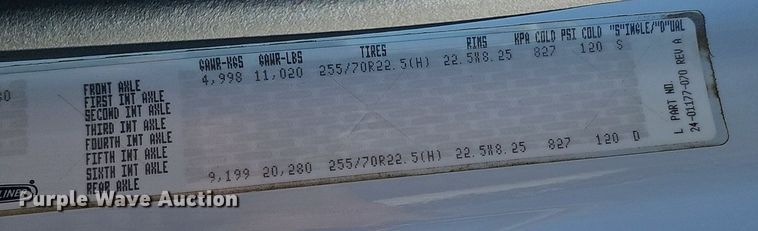 GAWR-KGS GAWR-LBS TIRES RIMS KPA COLD PSI COLD "S"INGLE/"D"UAL
FRONT AXLE 4,998 11,020 255/70R22.5(H) 22.5X8.25 827 120 S
FIRST INT AXLE
SECOND INT AXLE
THIRD INT AXLE
FOURTH INT AXLE
FIFTH INT AXLE
SIXTH INT AXLE
REAR AXLE 9,199 20,280 255/70R22.5(H) 22.5X8.25 827 120 D
L PART NO.
24-01177-070 REV A
LINER
Purple Wave Auction